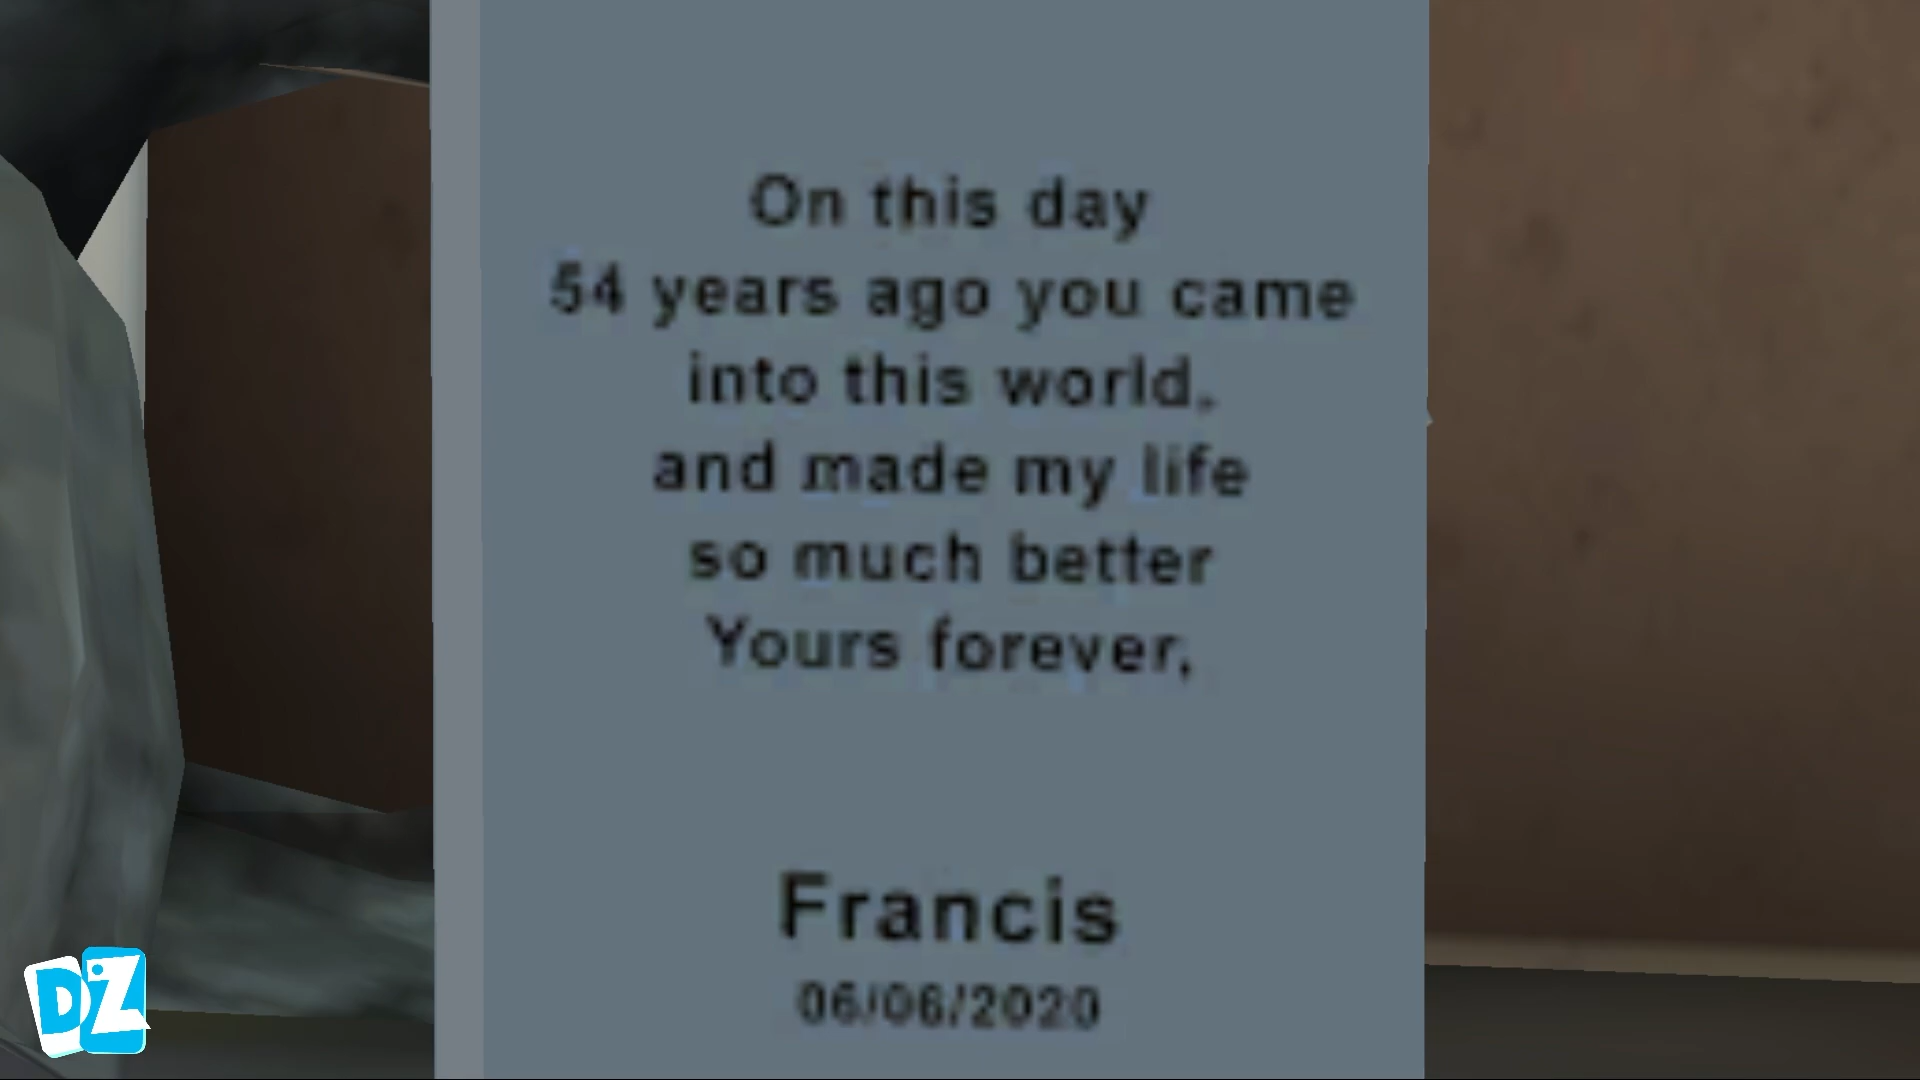 On this day
54 years ago you came
into this world,
and made my life
so much better
Yours forever,
Francis
06/06/2020
DZ